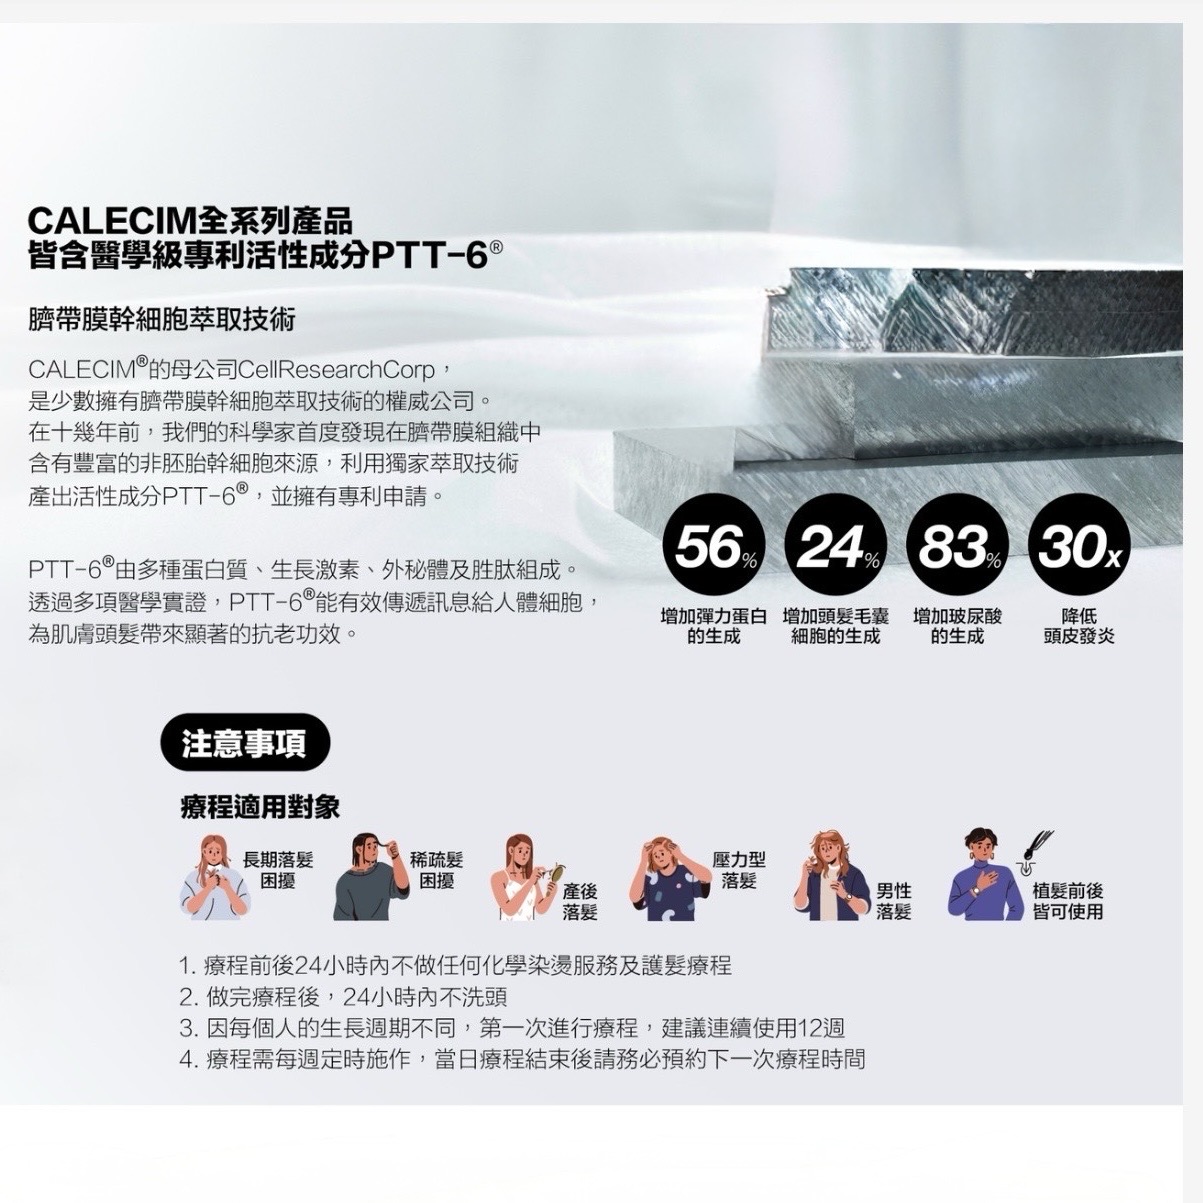 CALECIM全系列產品
皆含醫學級專利活性成分PTT-6®
臍帶膜幹細胞萃取技術
CALECIM®的母公司CellResearchCorp，
是少數擁有臍帶膜幹細胞萃取技術的權威公司。
在十幾年前，我們的科學家首度發現在臍帶膜組織中
含有豐富的非胚胎幹細胞來源，利用獨家萃取技術
產出活性成分PTT-6®，並擁有專利申請。
PTT-6®由多種蛋白質、生長激素、外秘體及胜肽組成。
透過多項醫學實證，PTT-6®能有效傳遞訊息給人體細胞，
為肌膚頭髮帶來顯著的抗老功效。
56%
增加彈力蛋白
的生成
24%
增加頭髮毛囊
細胞的生成
83%
增加玻尿酸
的生成
30x
降低
頭皮發炎
注意事項
療程適用對象
長期落髮
困擾
稀疏髮
困擾
產後
落髮
壓力型
落髮
男性
落髮
植髮前後
皆可使用
1. 療程前後24小時內不做任何化學染燙服務及護髮療程
2. 做完療程後，24小時內不洗頭
3. 因每個人的生長週期不同，第一次進行療程，建議連續使用12週
4. 療程需每週定時施作，當日療程結束後請務必預約下一次療程時間